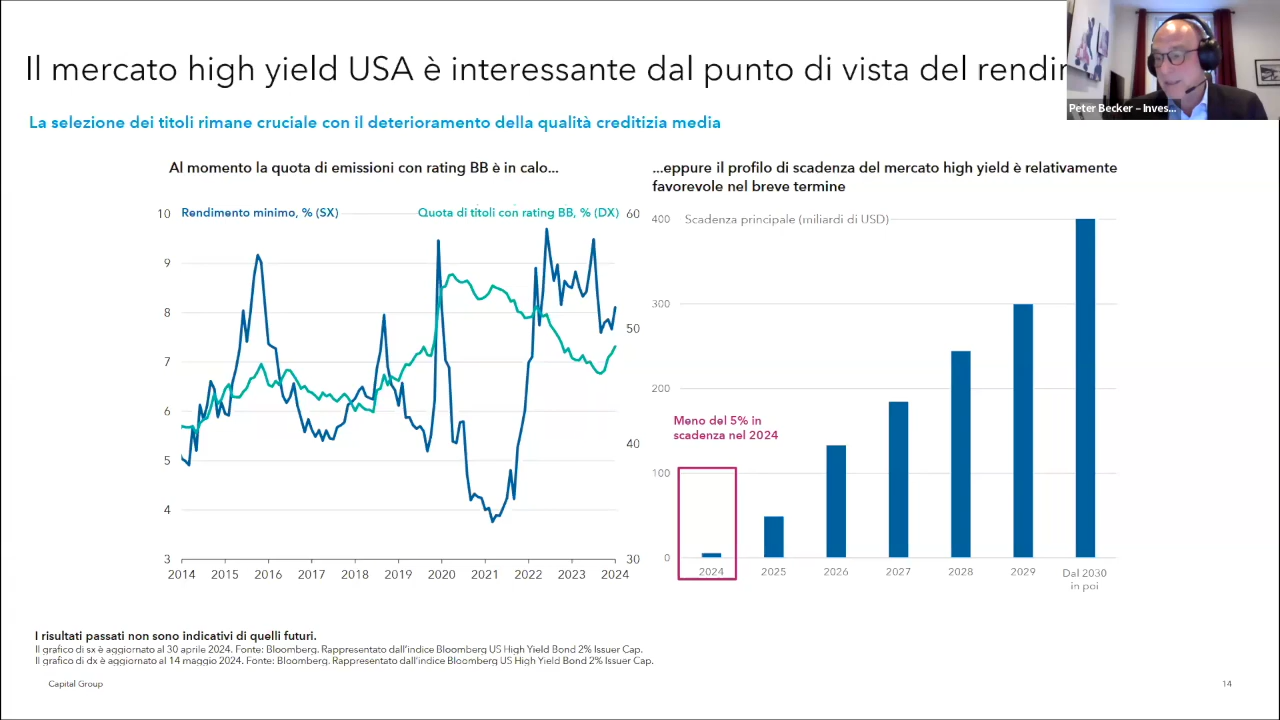 Il mercato high yield USA è interessante dal punto di vista del
Peter Becker – Inves...
La selezione dei titoli rimane cruciale con il deterioramento della qualità creditizia media
Al momento la quota di emissioni con rating BB è in calo...
10
Rendimento minimo, % (SX)
Quota di titoli con rating BB, % (DX)
60
9
8
50
7
6
40
5
4
3
30
2014 2015 2016 2017 2018 2019 2020 2021 2022 2023 2024
...eppure il profilo di scadenza del mercato high yield è relativamente
favorevole nel breve termine
400
Scadenza principale (miliardi di USD)
300
200
Meno del 5% in
scadenza nel 2024
100
0
2024 2025 2026 2027 2028 2029 Dal 2030
in poi
I risultati passati non sono indicativi di quelli futuri.
Il grafico di sx è aggiornato al 30 aprile 2024. Fonte: Bloomberg. Rappresentato dall'indice Bloomberg US High Yield Bond 2% Issuer Cap.
Il grafico di dx è aggiornato al 14 maggio 2024. Fonte: Bloomberg. Rappresentato dall'indice Bloomberg US High Yield Bond 2% Issuer Cap.
Capital Group
14